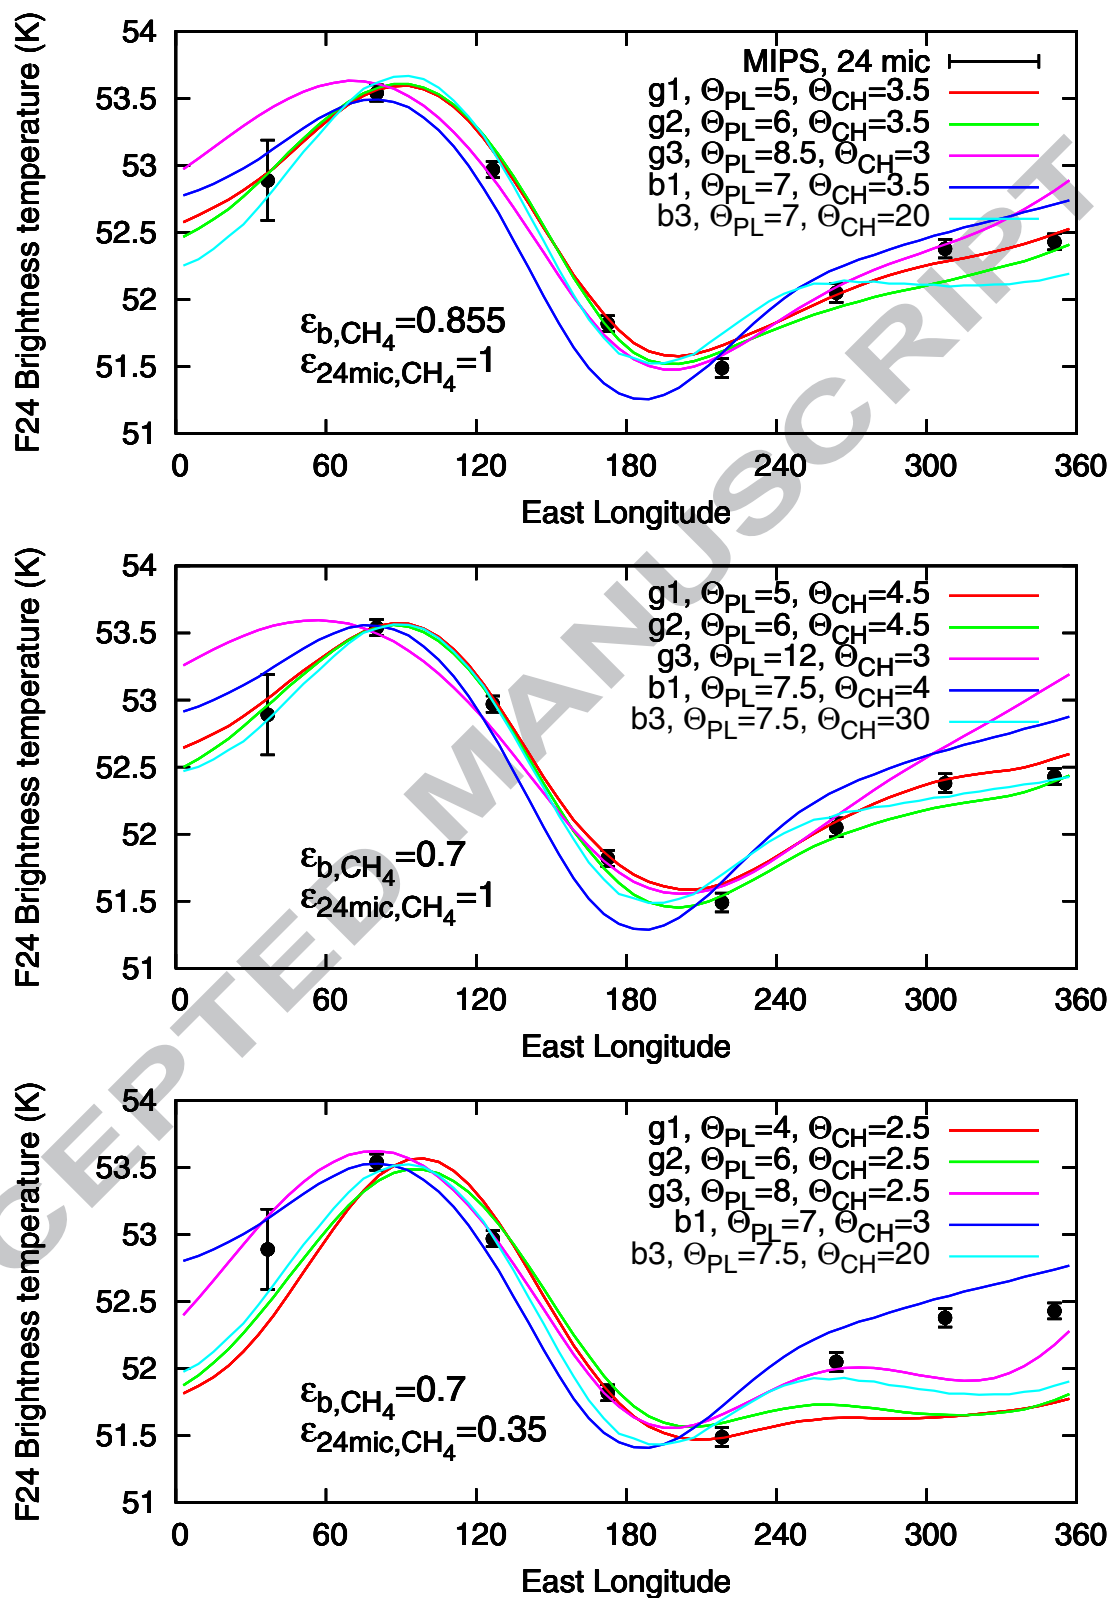 54
53.5
53
52.5
52
51.5
51
F24 Brightness temperature (K)
MIPS, 24 mic
g1, Θ_PL=5, Θ_CH=3.5
g2, Θ_PL=6, Θ_CH=3.5
g3, Θ_PL=8.5, Θ_CH=3
b1, Θ_PL=7, Θ_CH=3.5
b3, Θ_PL=7, Θ_CH=20
ε_b,CH₄=0.855
ε_24mic,CH₄=1
0 60 120 180 240 300 360
East Longitude
54
53.5
53
52.5
52
51.5
51
F24 Brightness temperature (K)
g1, Θ_PL=5, Θ_CH=4.5
g2, Θ_PL=6, Θ_CH=4.5
g3, Θ_PL=12, Θ_CH=3
b1, Θ_PL=7.5, Θ_CH=4
b3, Θ_PL=7.5, Θ_CH=30
ε_b,CH₄=0.7
ε_24mic,CH₄=1
0 60 120 180 240 300 360
East Longitude
54
53.5
53
52.5
52
51.5
51
F24 Brightness temperature (K)
g1, Θ_PL=4, Θ_CH=2.5
g2, Θ_PL=6, Θ_CH=2.5
g3, Θ_PL=8, Θ_CH=2.5
b1, Θ_PL=7, Θ_CH=3
b3, Θ_PL=7.5, Θ_CH=20
ε_b,CH₄=0.7
ε_24mic,CH₄=0.35
0 60 120 180 240 300 360
East Longitude
CEPTED MANUSCRIPT